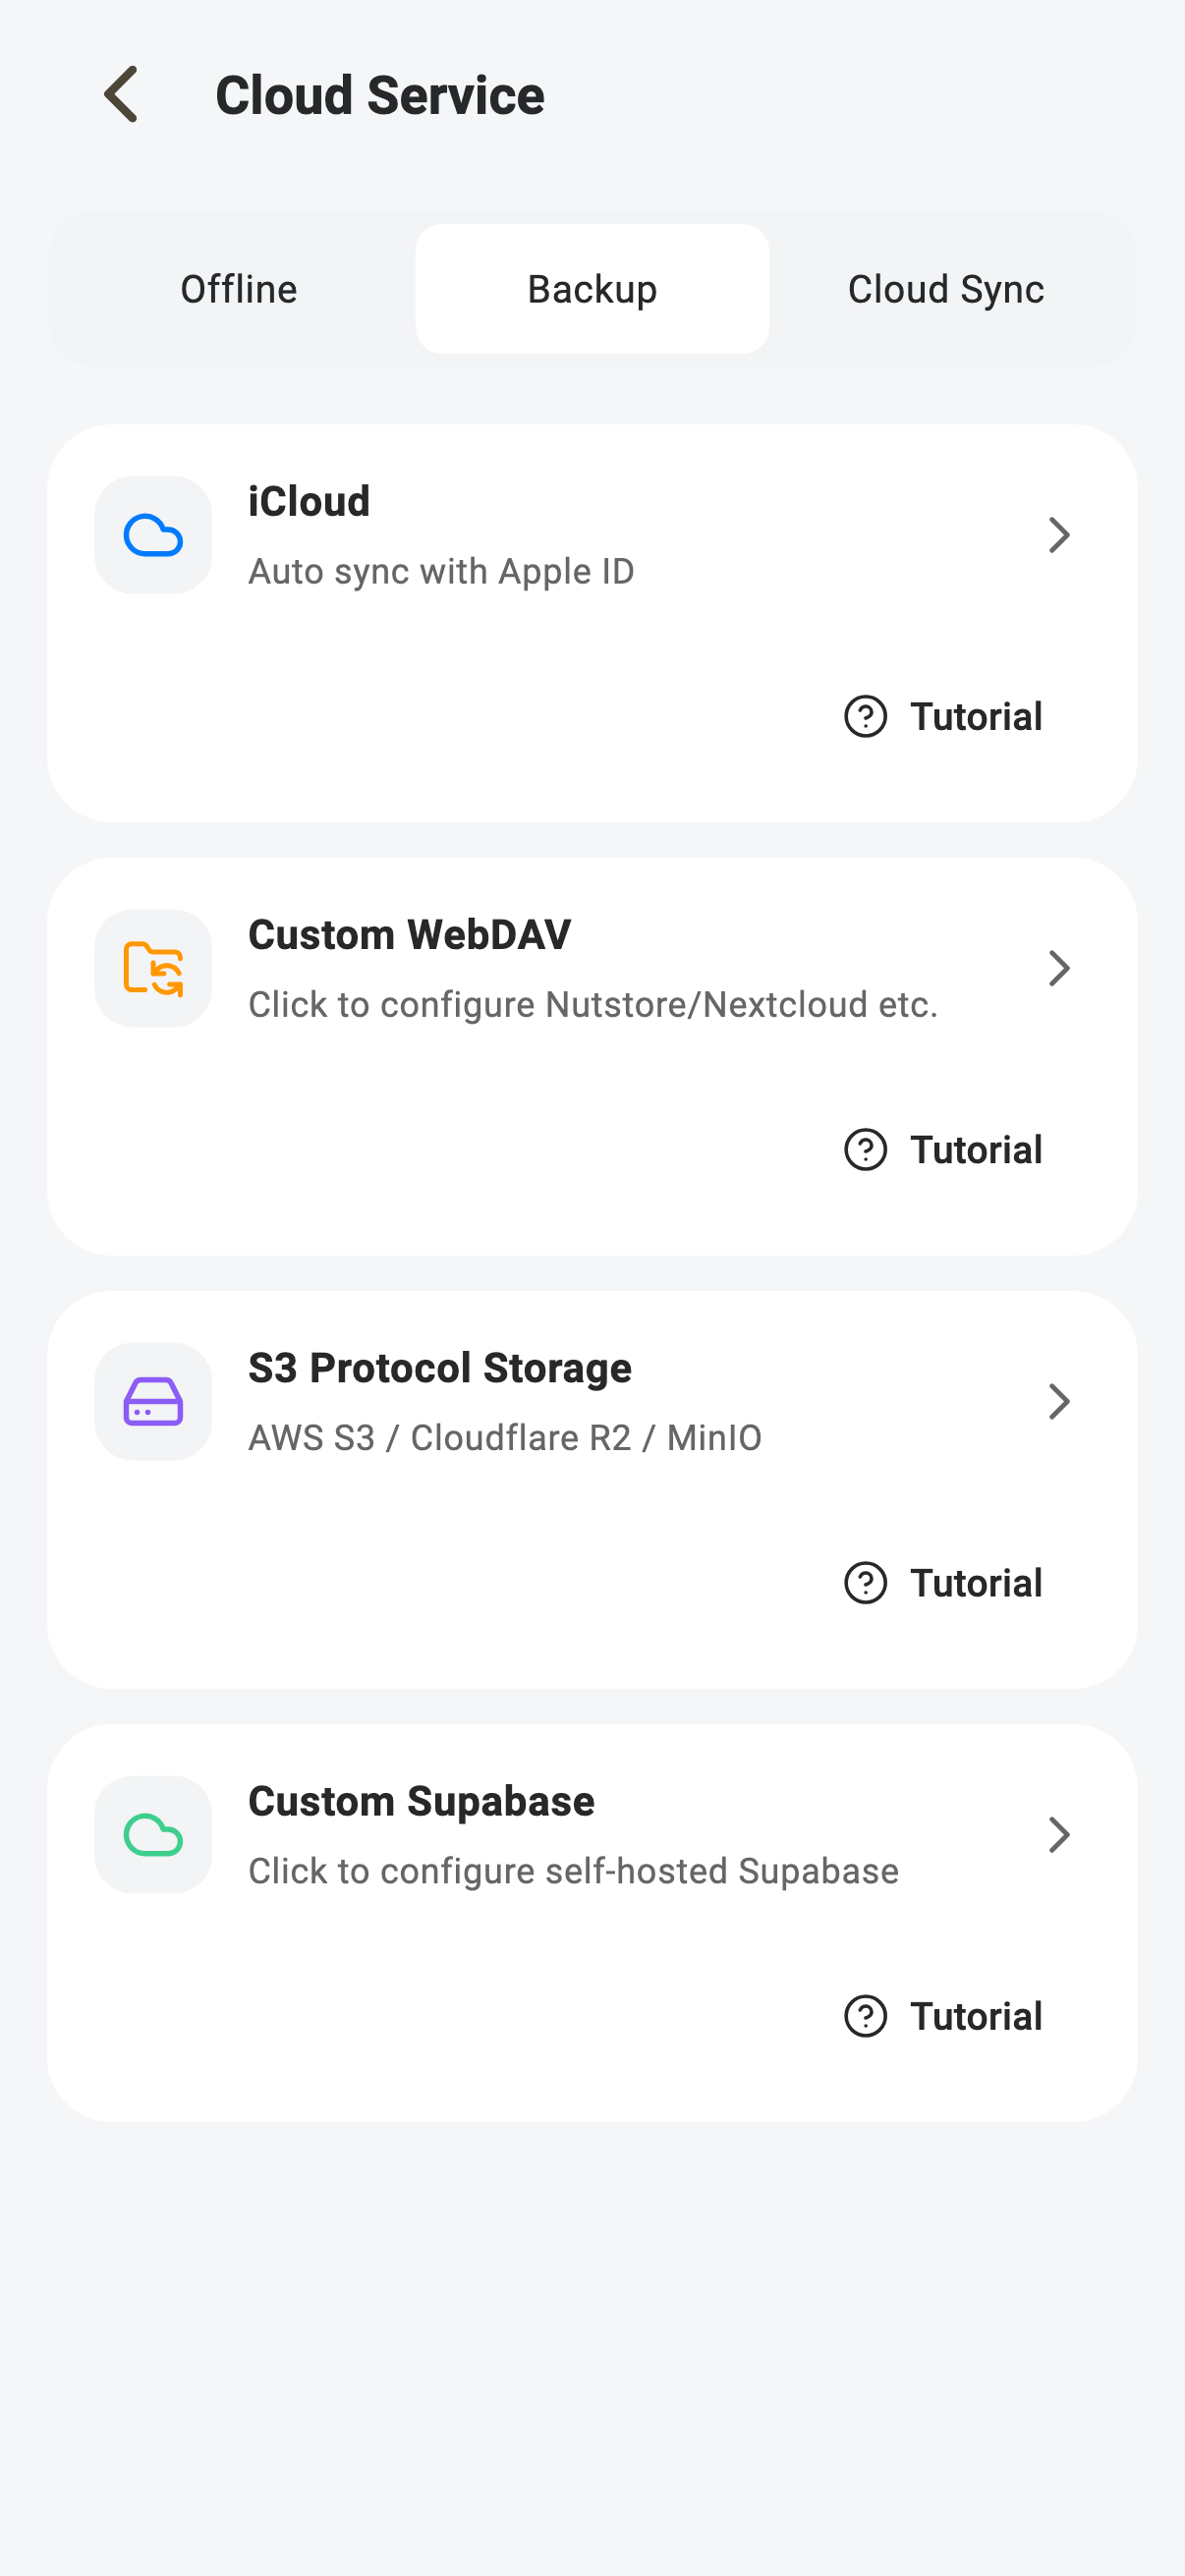 Cloud Service
Offline
Backup
Cloud Sync
iCloud
Auto sync with Apple ID
Tutorial
Custom WebDAV
Click to configure Nutstore/Nextcloud etc.
Tutorial
S3 Protocol Storage
AWS S3 / Cloudflare R2 / MinIO
Tutorial
Custom Supabase
Click to configure self-hosted Supabase
Tutorial